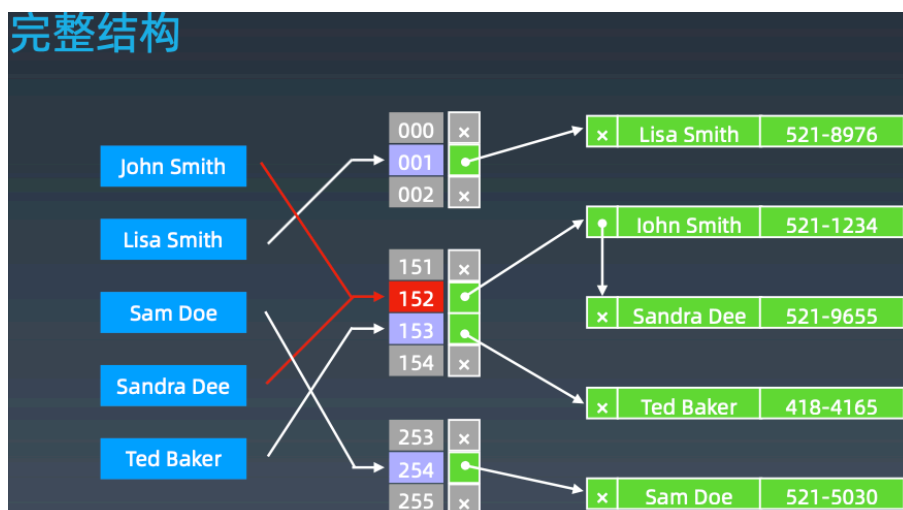 完整结构
John Smith
Lisa Smith
Sam Doe
Sandra Dee
Ted Baker
000 ×
001
002 ×
151 ×
152
153
154 ×
253 ×
254
255 ×
× Lisa Smith 521-8976
Iohn Smith 521-1234
× Sandra Dee 521-9655
× Ted Baker 418-4165
× Sam Doe 521-5030